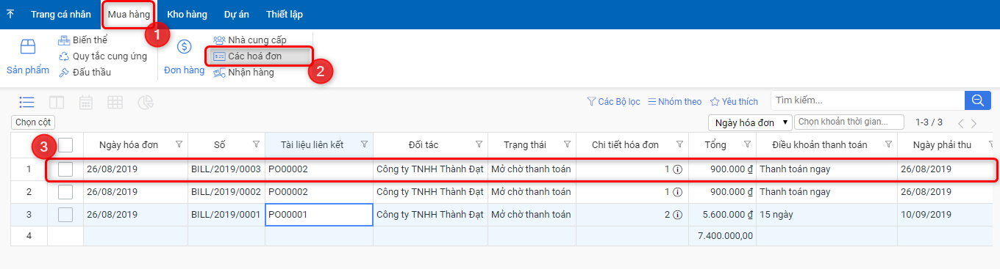 Trang cá nhân Mua hàng Kho hàng Dự án Thiết lập
1
Biến thể Nhà cung cấp
Quy tắc cung ứng Các hoá đơn
Sản phẩm Đấu thầu Đơn hàng Nhận hàng
2
Các Bộ lọc Nhóm theo Yêu thích Tìm kiếm...
Chọn cột Ngày hóa đơn Chọn khoản thời gian... 1-3 / 3
3
Ngày hóa đơn Số Tài liệu liên kết Đối tác Trạng thái Chi tiết hóa đơn Tổng Điều khoản thanh toán Ngày phải thu
1 26/08/2019 BILL/2019/0003 PO00002 Công ty TNHH Thành Đạt Mở chờ thanh toán 1 900.000 ₫ Thanh toán ngay 26/08/2019
2 26/08/2019 BILL/2019/0002 PO00002 Công ty TNHH Thành Đạt Mở chờ thanh toán 1 900.000 ₫ Thanh toán ngay 26/08/2019
3 26/08/2019 BILL/2019/0001 PO00001 Công ty TNHH Thành Đạt Mở chờ thanh toán 2 5.600.000 ₫ 15 ngày 10/09/2019
4 7.400.000,00